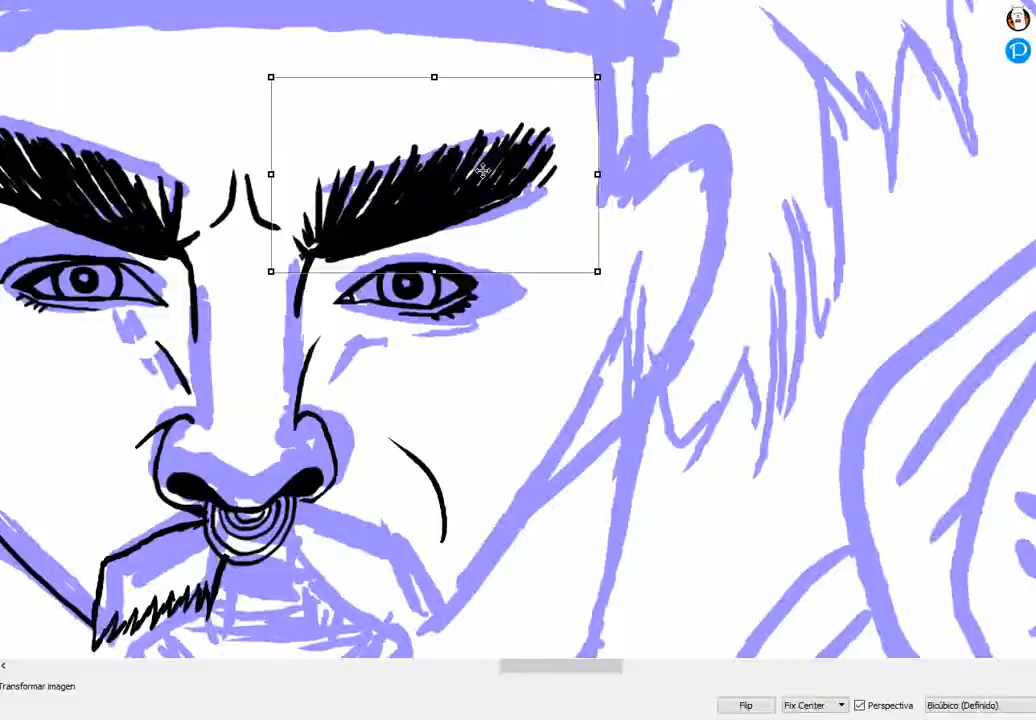 Transformar imagen
Flip Fix Center Perspectiva Bicúbico (Definido)